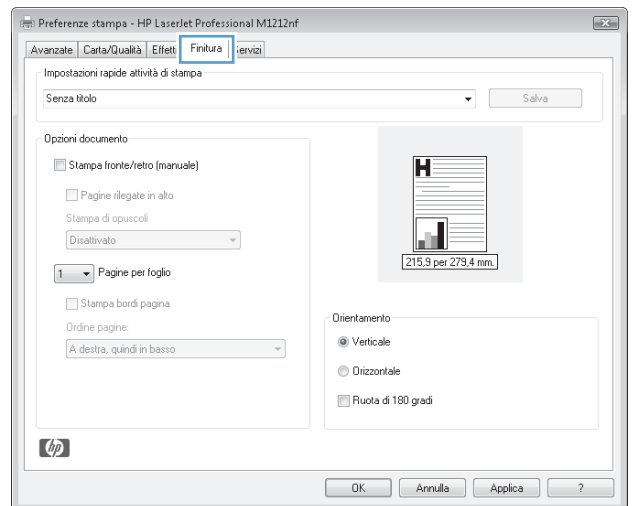 Preferenze stampa - HP LaserJet Professional M1212nf
Avanzate Carta/Qualità Effetti Finitura ervizi
Impostazioni rapide attività di stampa
Senza titolo Salva
Opzioni documento
Stampa fronte/retro (manuale)
Pagine rilegate in alto
Stampa di opuscoli
Disattivato
1 Pagine per foglio
Stampa bordi pagina
Ordine pagine:
A destra, quindi in basso
H
215,9 per 279,4 mm.
Orientamento
Verticale
Orizzontale
Ruota di 180 gradi
hp
OK Annulla Applica ?